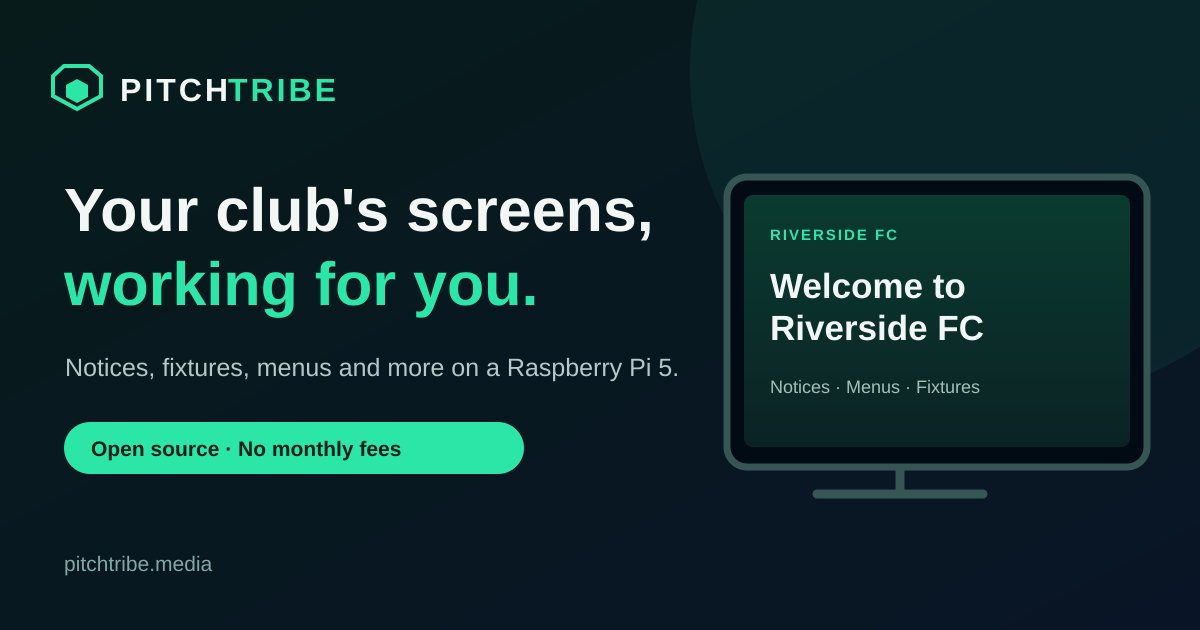 PITCHTRIBE
Your club's screens,
working for you.
Notices, fixtures, menus and more on a Raspberry Pi 5.
Open source · No monthly fees
pitchtribe.media
RIVERSIDE FC
Welcome to
Riverside FC
Notices · Menus · Fixtures